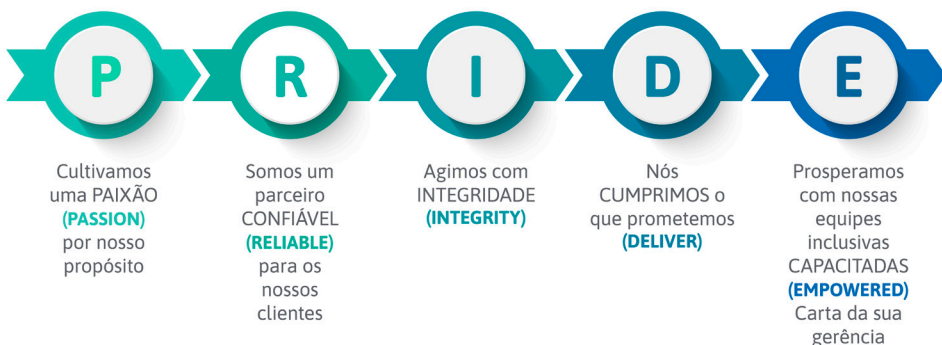 P
R
I
D
E
Cultivamos
uma PAIXÃO
(PASSION)
por nosso
propósito
Somos um
parceiro
CONFIÁVEL
(RELIABLE)
para os
nossos
clientes
Agimos com
INTEGRIDADE
(INTEGRITY)
Nós
CUMPRIMOS o
que prometemos
(DELIVER)
Prosperamos
com nossas
equipes
inclusivas
CAPACITADAS
(EMPOWERED)
Carta da sua
gerência